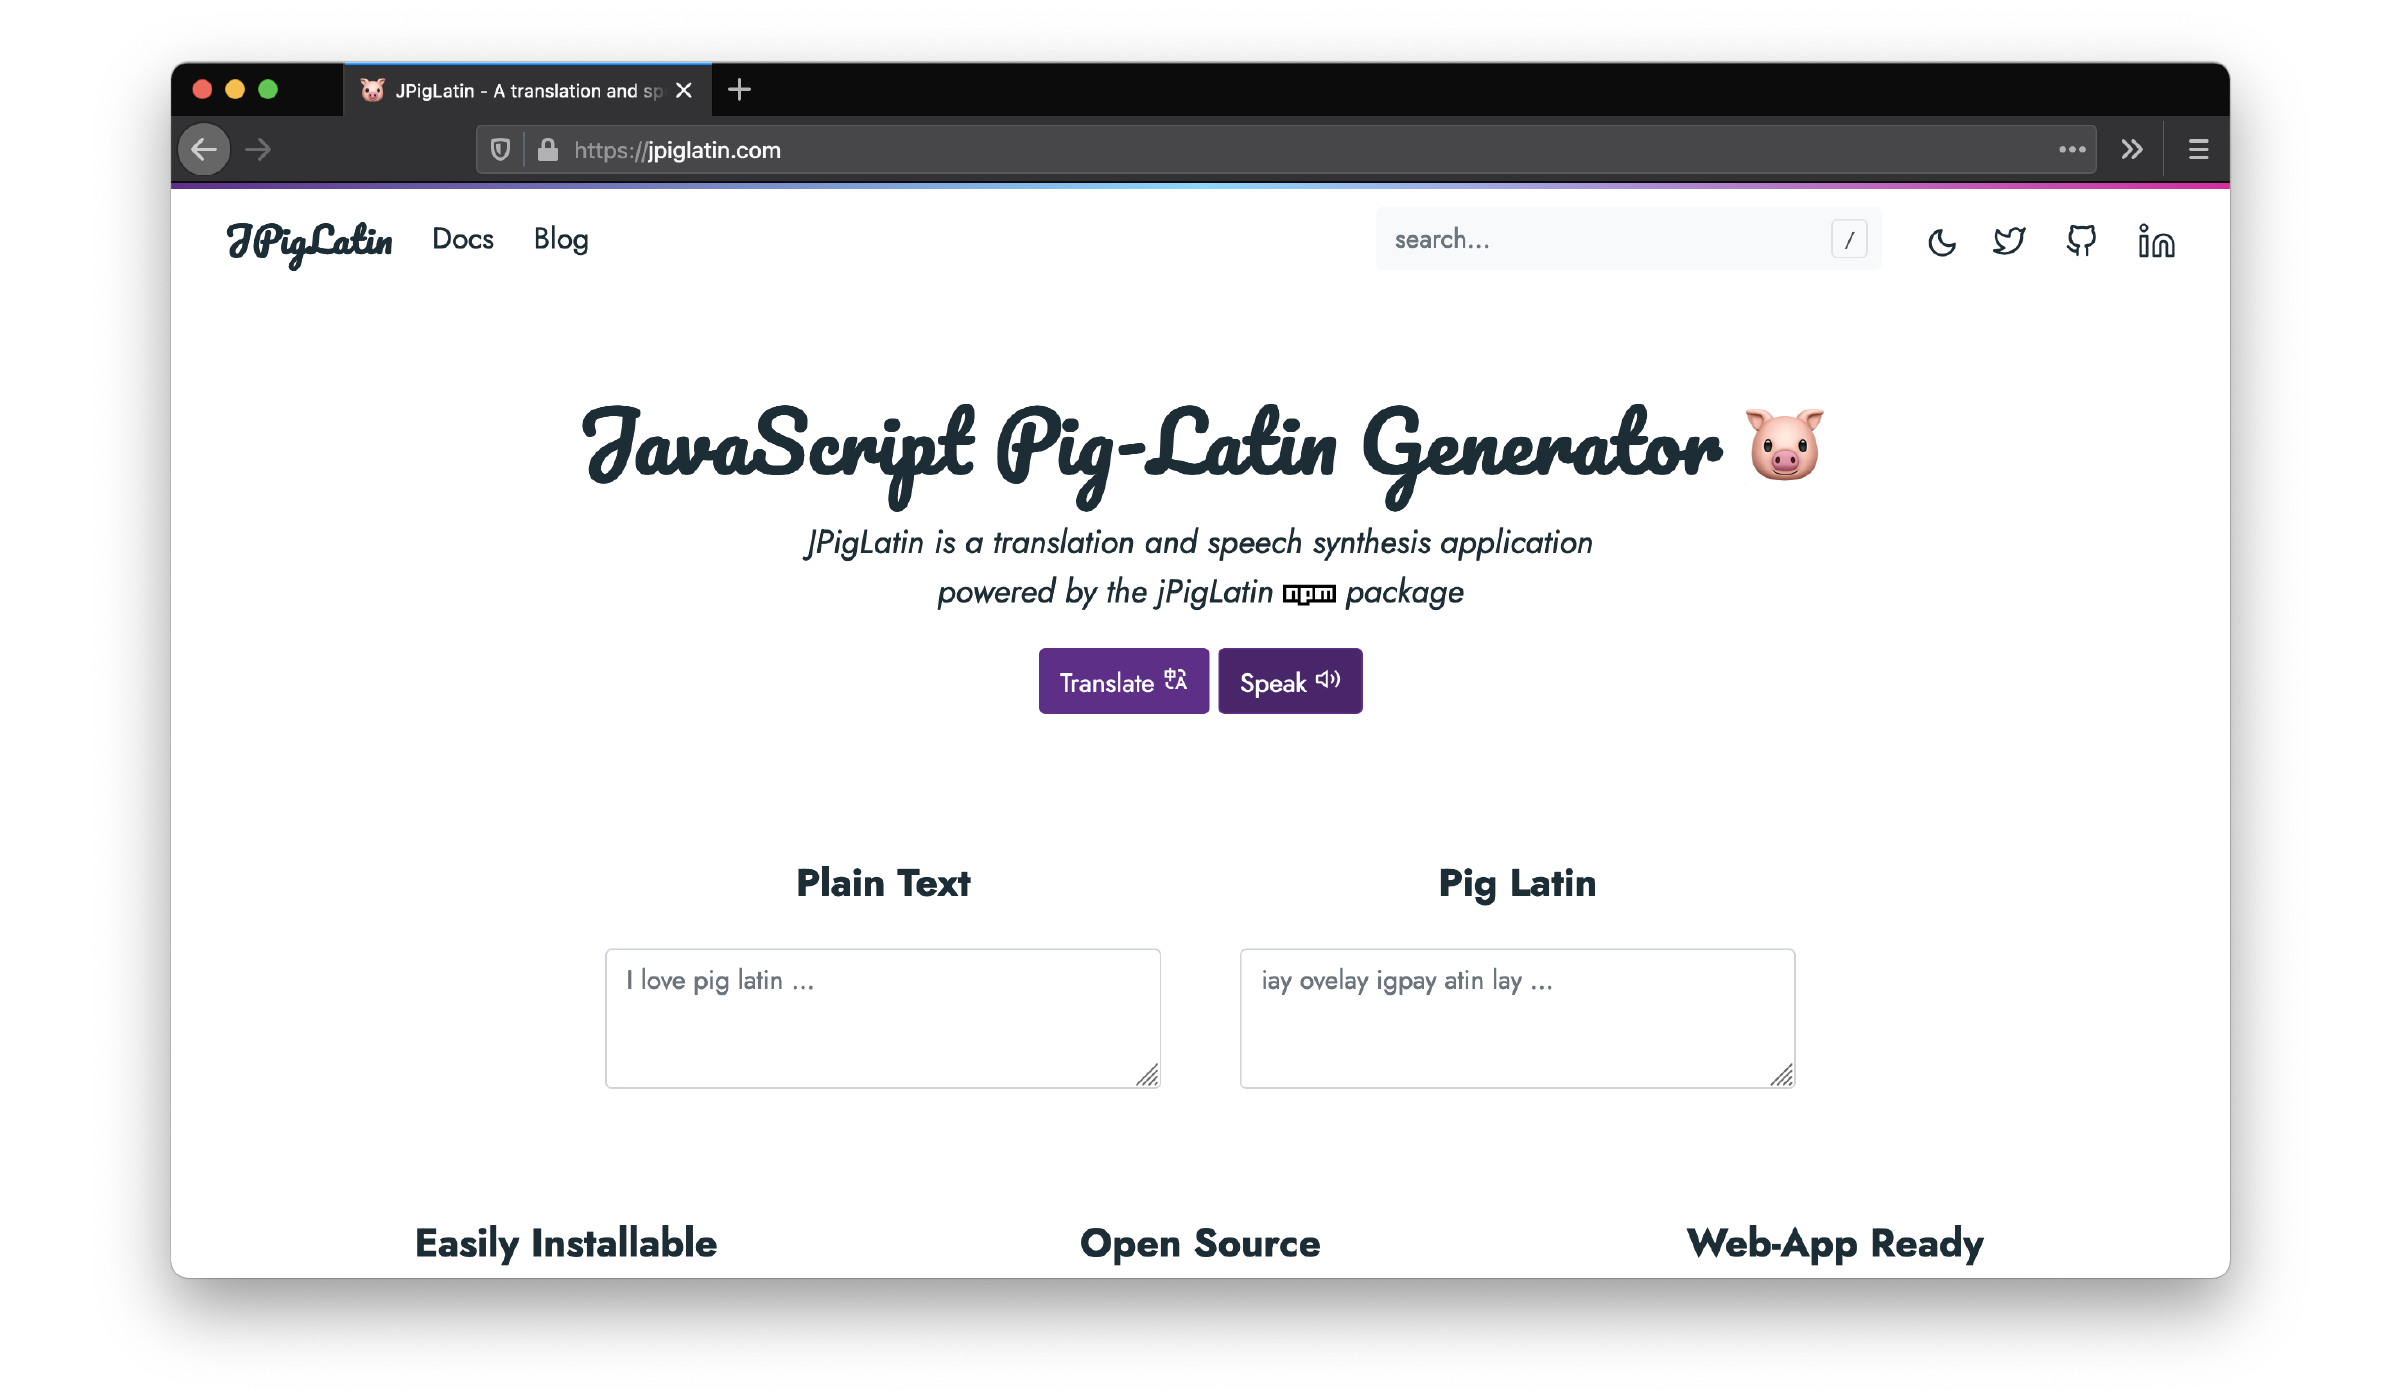 JPigLatin - A translation and sp
https://jpiglatin.com
JPigLatin Docs Blog search... /
JavaScript Pig-Latin Generator
JPigLatin is a translation and speech synthesis application
powered by the jPigLatin npm package
Translate Speak
Plain Text
I love pig latin ...
Pig Latin
iay ovelay igpay atin lay ...
Easily Installable Open Source Web-App Ready